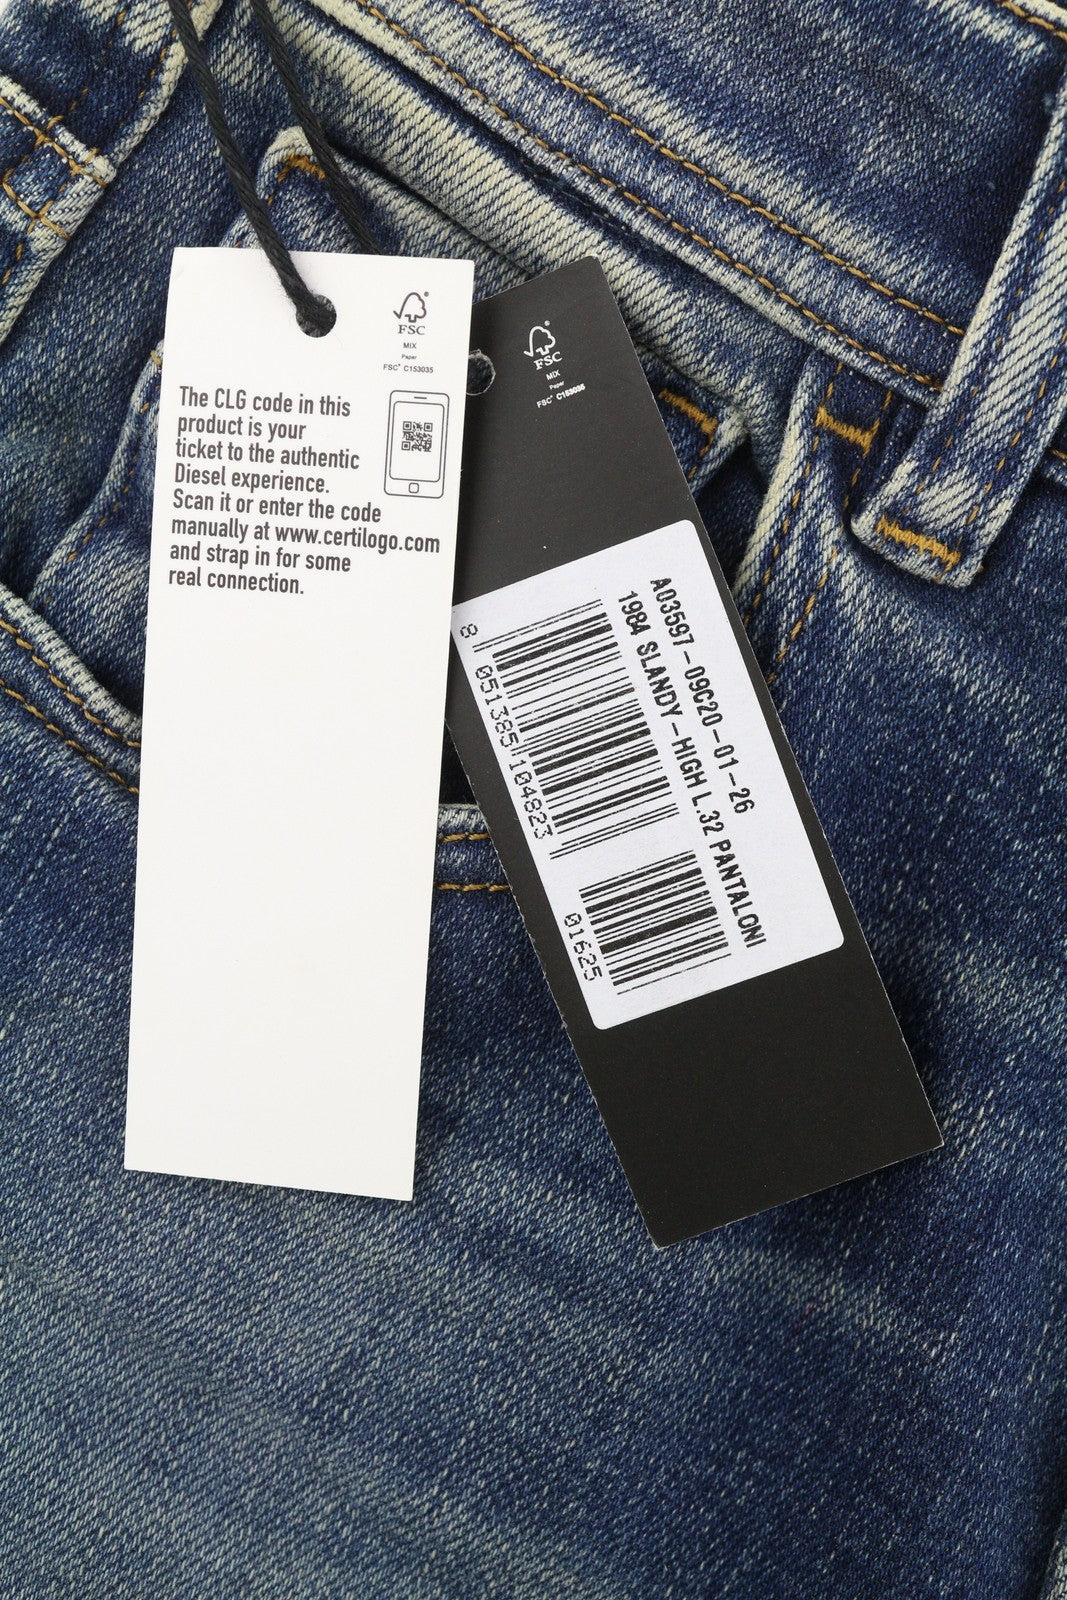 FSC®
MIX
Paper
FSC® C153035
The CLG code in this
product is your
ticket to the authentic
Diesel experience.
Scan it or enter the code
manually at www.certilogo.com
and strap in for some
real connection.
FSC®
MIX
Paper
FSC® C153035
A03597-09C20-01-26
1984 SLANDY-HIGH L.32 PANTALONI
8 051385 104823
01625